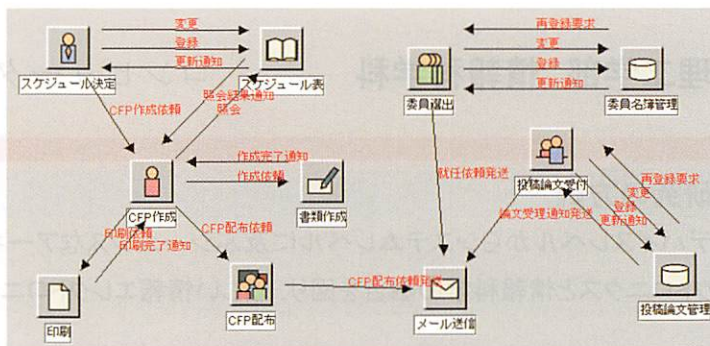 変更
登録
更新通知
スケジュール決定
スケジュール表
CFP作成依頼
照会結果通知
照会
作成完了通知
作成依頼
CFP作成
書類作成
印刷依頼
印刷完了通知
CFP配布依頼
印刷
CFP配布
再登録要求
変更
登録
更新通知
委員選出
委員名簿管理
就任依頼発送
投稿論文受付
再登録要求
変更
登録
更新通知
論文受理通知発送
CFP配布依頼発送
メール送信
投稿論文管理